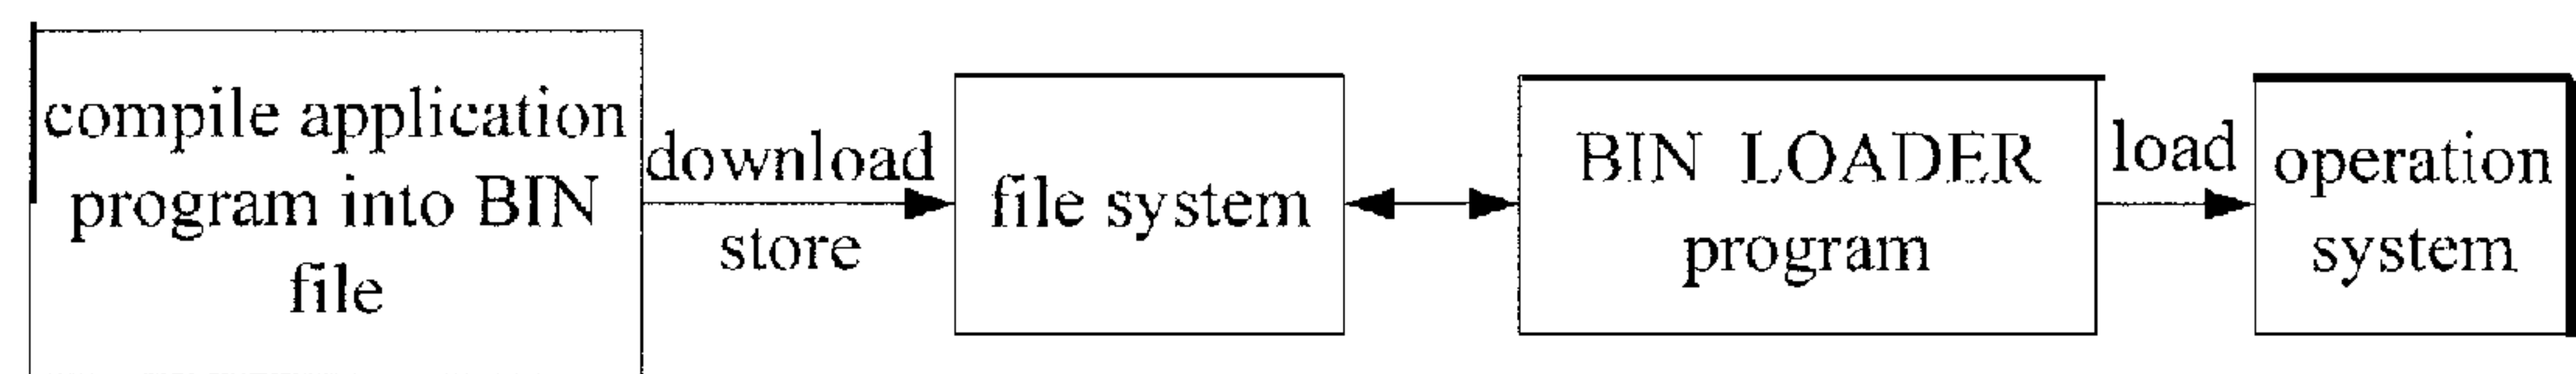 compile application
program into BIN
file
download
store
file system
BIN LOADER
program
load
operation
system